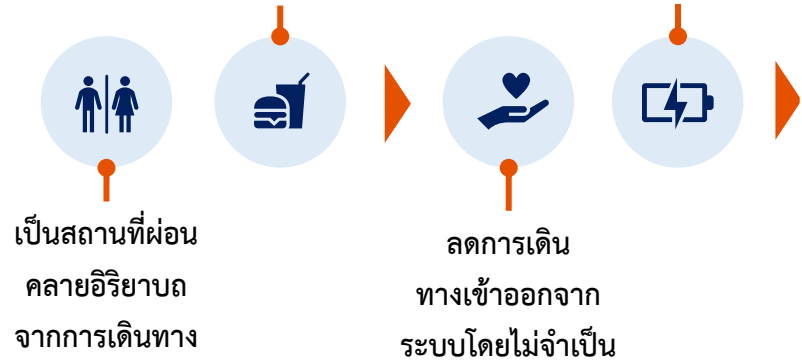 เป็นสถานที่ผ่อน
คลายอิริยาบถ
จากการเดินทาง
ลดการเดิน
ทางเข้าออกจาก
ระบบโดยไม่จำเป็น